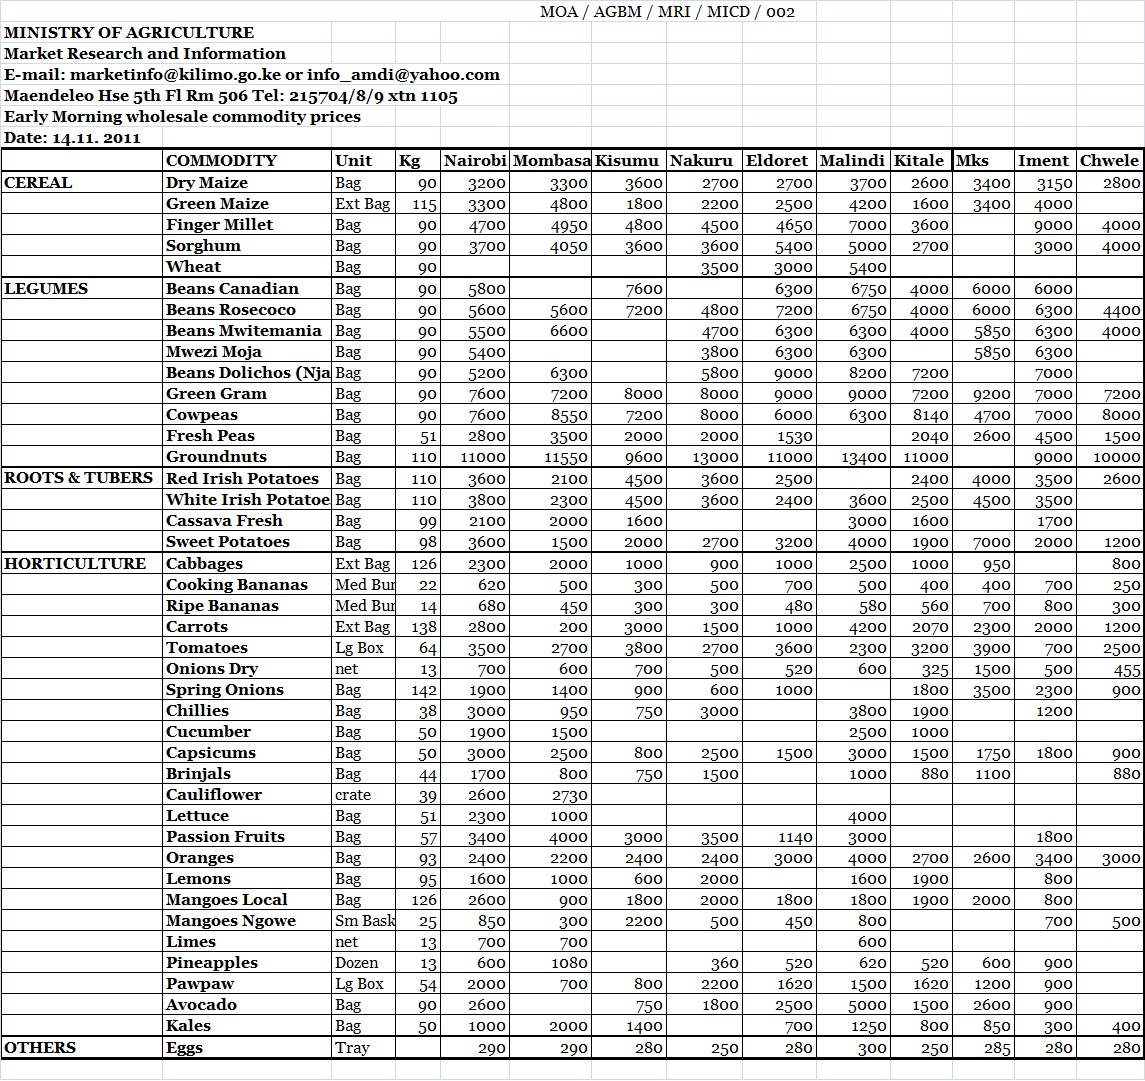 MOA / AGBM / MRI / MICD / 002
MINISTRY OF AGRICULTURE
Market Research and Information
E-mail: marketinfo@kilimo.go.ke or info_amdi@yahoo.com
Maendeleo Hse 5th Fl Rm 506 Tel: 215704/8/9 xtn 1105
Early Morning wholesale commodity prices
Date: 14.11. 2011
COMMODITY Unit Kg Nairobi Mombasa Kisumu Nakuru Eldoret Malindi Kitale Mks Iment Chwele
CEREAL Dry Maize Bag 90 3200 3300 3600 2700 2700 3700 2600 3400 3150 2800
Green Maize Ext Bag 115 3300 4800 1800 2200 2500 4200 1600 3400 4000
Finger Millet Bag 90 4700 4950 4800 4500 4650 7000 3600 9000 4000
Sorghum Bag 90 3700 4050 3600 3600 5400 5000 2700 3000 4000
Wheat Bag 90 3500 3000 5400
LEGUMES Beans Canadian Bag 90 5800 7600 6300 6750 4000 6000 6000
Beans Rosecoco Bag 90 5600 5600 7200 4800 7200 6750 4000 6000 6300 4400
Beans Mwitemania Bag 90 5500 6600 4700 6300 6300 4000 5850 6300 4000
Mwezi Moja Bag 90 5400 3800 6300 6300 5850 6300
Beans Dolichos (Nja Bag 90 5200 6300 5800 9000 8200 7200 7000
Green Gram Bag 90 7600 7200 8000 8000 9000 9000 7200 9200 7000 7200
Cowpeas Bag 90 7600 8550 7200 8000 6000 6300 8140 4700 7000 8000
Fresh Peas Bag 51 2800 3500 2000 2000 1530 2040 2600 4500 1500
Groundnuts Bag 110 11000 11550 9600 13000 11000 13400 11000 9000 10000
ROOTS & TUBERS Red Irish Potatoes Bag 110 3600 2100 4500 3600 2500 2400 4000 3500 2600
White Irish Potatoe Bag 110 3800 2300 4500 3600 2400 3600 2500 4500 3500
Cassava Fresh Bag 99 2100 2000 1600 3000 1600 1700
Sweet Potatoes Bag 98 3600 1500 2000 2700 3200 4000 1900 7000 2000 1200
HORTICULTURE Cabbages Ext Bag 126 2300 2000 1000 900 1000 2500 1000 950 800
Cooking Bananas Med Bur 22 620 500 300 500 700 500 400 400 700 250
Ripe Bananas Med Bur 14 680 450 300 300 480 580 560 700 800 300
Carrots Ext Bag 138 2800 200 3000 1500 1000 4200 2070 2300 2000 1200
Tomatoes Lg Box 64 3500 2700 3800 2700 3600 2300 3200 3900 700 2500
Onions Dry net 13 700 600 700 500 520 600 325 1500 500 455
Spring Onions Bag 142 1900 1400 900 600 1000 1800 3500 2300 900
Chillies Bag 38 3000 950 750 3000 3800 1900 1200
Cucumber Bag 50 1900 1500 2500 1000
Capsicums Bag 50 3000 2500 800 2500 1500 3000 1500 1750 1800 900
Brinjals Bag 44 1700 800 750 1500 1000 880 1100 880
Cauliflower crate 39 2600 2730
Lettuce Bag 51 2300 1000 4000
Passion Fruits Bag 57 3400 4000 3000 3500 1140 3000 1800
Oranges Bag 93 2400 2200 2400 2400 3000 4000 2700 2600 3400 3000
Lemons Bag 95 1600 1000 600 2000 1600 1900 800
Mangoes Local Bag 126 2600 900 1800 2000 1800 1800 1900 2000 800
Mangoes Ngowe Sm Bask 25 850 300 2200 500 450 800 700 500
Limes net 13 700 700 600
Pineapples Dozen 13 600 1080 360 520 620 520 600 900
Pawpaw Lg Box 54 2000 700 800 2200 1620 1500 1620 1200 900
Avocado Bag 90 2600 750 1800 2500 5000 1500 2600 900
Kales Bag 50 1000 2000 1400 700 1250 800 850 300 400
OTHERS Eggs Tray 290 290 280 250 280 300 250 285 280 280